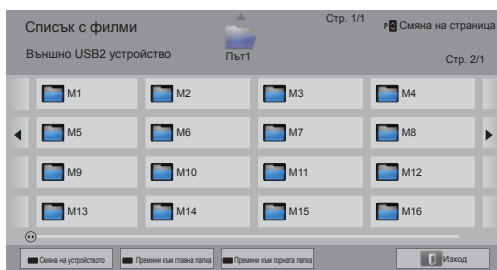 Списък с филми
Стр. 1/1
P Смяна на страница
Външно USB2 устройство
Път1
Стр. 2/1
M1 M2 M3 M4
M5 M6 M7 M8
M9 M10 M11 M12
M13 M14 M15 M16
Смяна на устройството
Премини към главна папка
Премини към горната папка
Изход